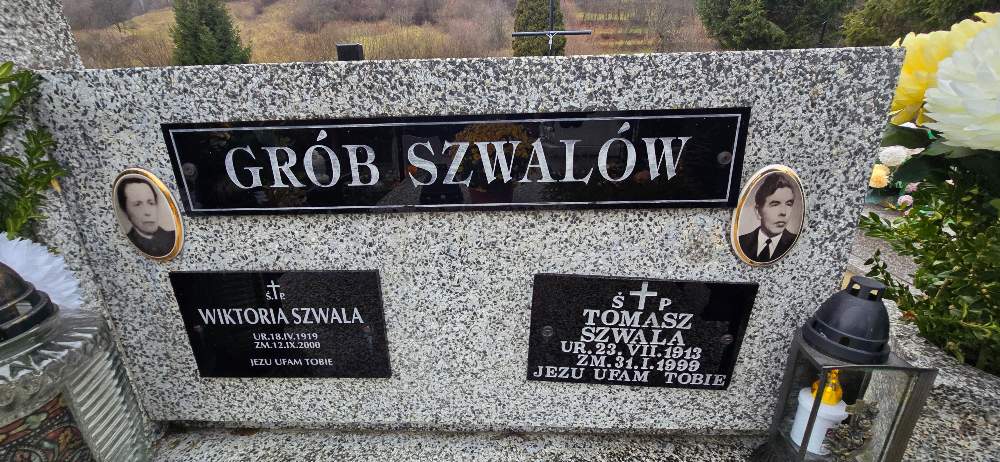 GRÓB SZWALÓW
Ś P
WIKTORIA SZWALA
UR.18.IV.1919
ZM.12.IX.2000
JEZU UFAM TOBIE
Ś P
TOMASZ
SZWALA
UR.23.VII.1913
ZM.31.I.1999
JEZU UFAM TOBIE